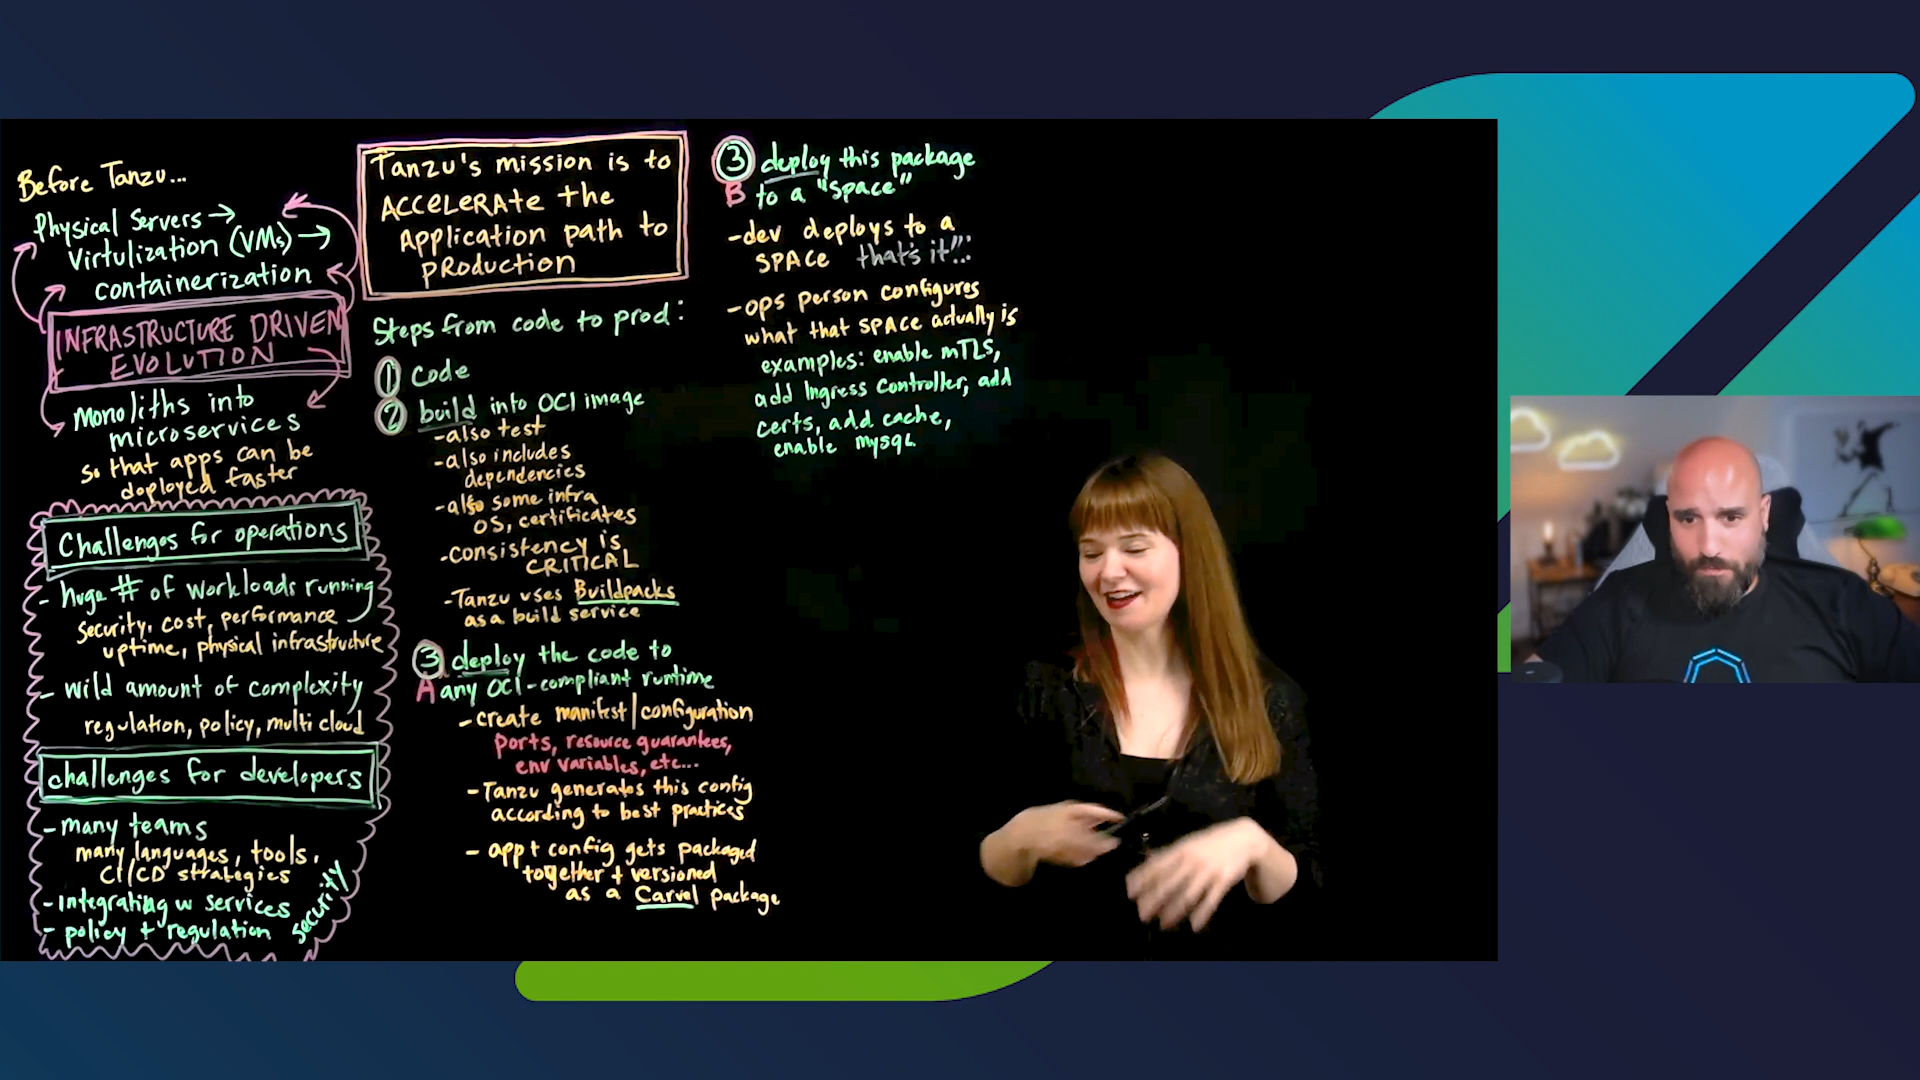 Before Tanzu...
Physical Servers →
Virtulization (VMs) →
containerization
INFRASTRUCTURE DRIVEN
EVOLUTION
Monoliths into
microservices
so that apps can be
deployed faster
Challenges for operations
- huge # of workloads running
security, cost, performance
uptime, physical infrastructure
- wild amount of complexity
regulation, policy, multi cloud
challenges for developers
- many teams
many languages, tools,
CI/CD strategies
- integrating w services
- policy + regulation
security
Tanzu's mission is to
ACCELERATE the
Application path to
PRODUCTION
Steps from code to prod:
1 Code
2 build into OCI image
- also test
- also includes
dependencies
- also some infra
OS, certificates
- consistency is
CRITICAL
- Tanzu uses Buildpacks
as a build service
3 deploy the code to
A any OCI-compliant runtime
- create manifest | configuration
ports, resource guarantees,
env variables, etc...
- Tanzu generates this config
according to best practices
- app + config gets packaged
together + versioned
as a Carvel package
3 deploy this package
B to a "space"
- dev deploys to a
SPACE that's it!!
- ops person configures
what that SPACE actually is
examples: enable mTLS,
add Ingress Controller, add
certs, add cache,
enable mysql